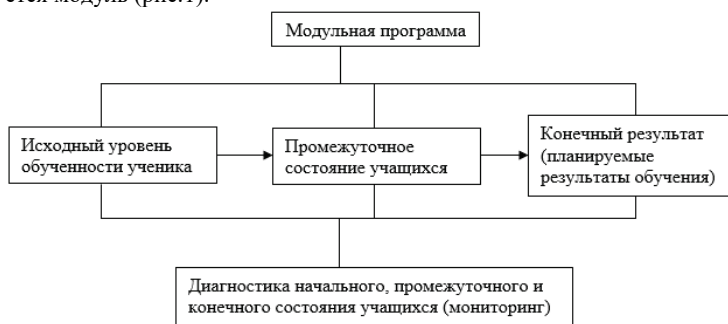 ется модуль (рис.1).
Модульная программа
Исходный уровень
обученности ученика
Промежуточное
состояние учащихся
Конечный результат
(планируемые
результаты обучения)
Диагностика начального, промежуточного и
конечного состояния учащихся (мониторинг)